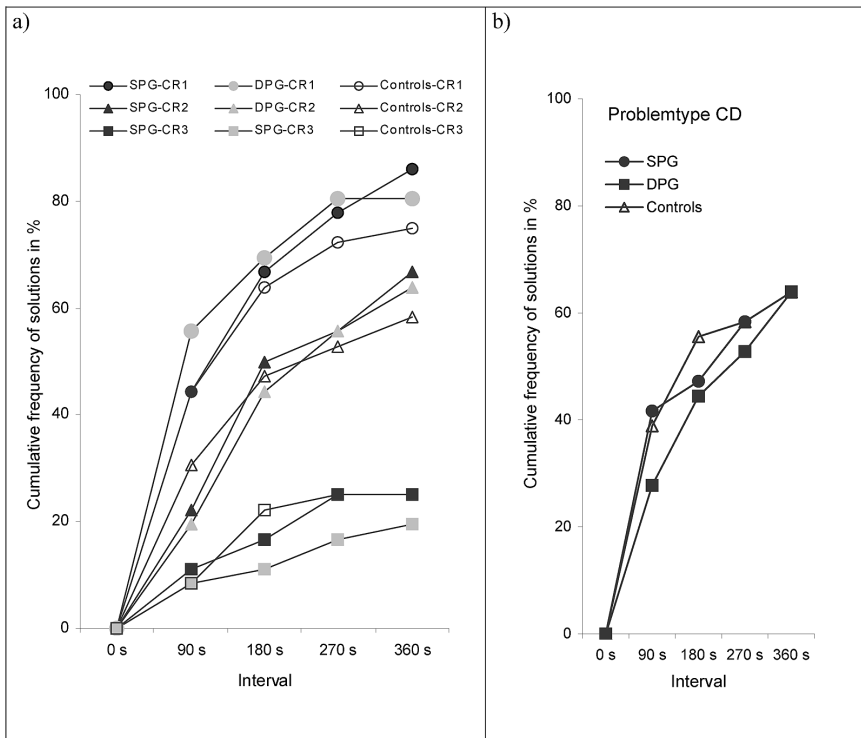 a)
SPG-CR1 DPG-CR1 Controls-CR1
SPG-CR2 DPG-CR2 Controls-CR2
SPG-CR3 SPG-CR3 Controls-CR3
Cumulative frequency of solutions in %
100
80
60
40
20
0
0 s 90 s 180 s 270 s 360 s
Interval
b)
Problemtype CD
SPG
DPG
Controls
Cumulative frequency of solutions in %
100
80
60
40
20
0
0 s 90 s 180 s 270 s 360 s
Interval